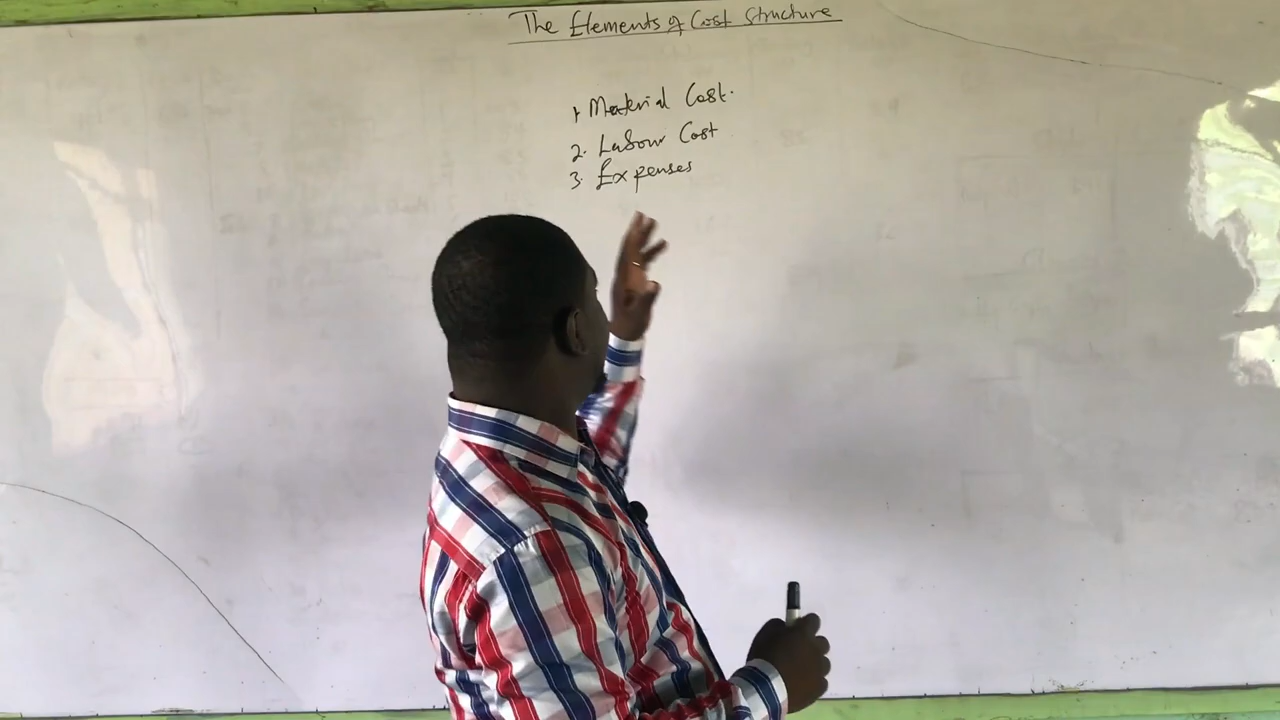 The Elements of Cost Structure
1. Material Cost.
2. Labour Cost
3. Expenses